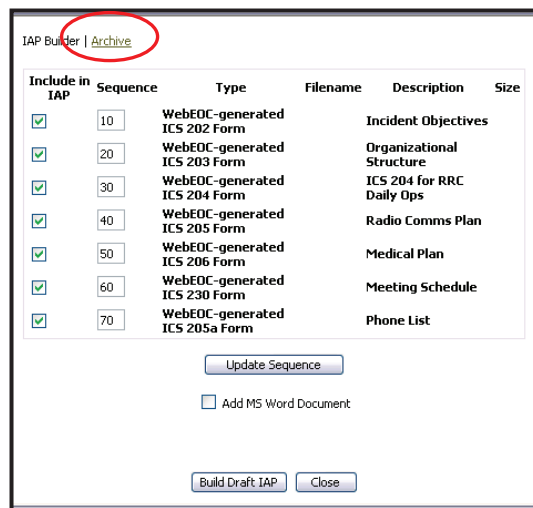 IAP Builder | Archive
Include in IAP Sequence Type Filename Description Size
10 WebEOC-generated ICS 202 Form Incident Objectives
20 WebEOC-generated ICS 203 Form Organizational Structure
30 WebEOC-generated ICS 204 Form ICS 204 for RRC Daily Ops
40 WebEOC-generated ICS 205 Form Radio Comms Plan
50 WebEOC-generated ICS 206 Form Medical Plan
60 WebEOC-generated ICS 230 Form Meeting Schedule
70 WebEOC-generated ICS 205a Form Phone List
Update Sequence
Add MS Word Document
Build Draft IAP Close